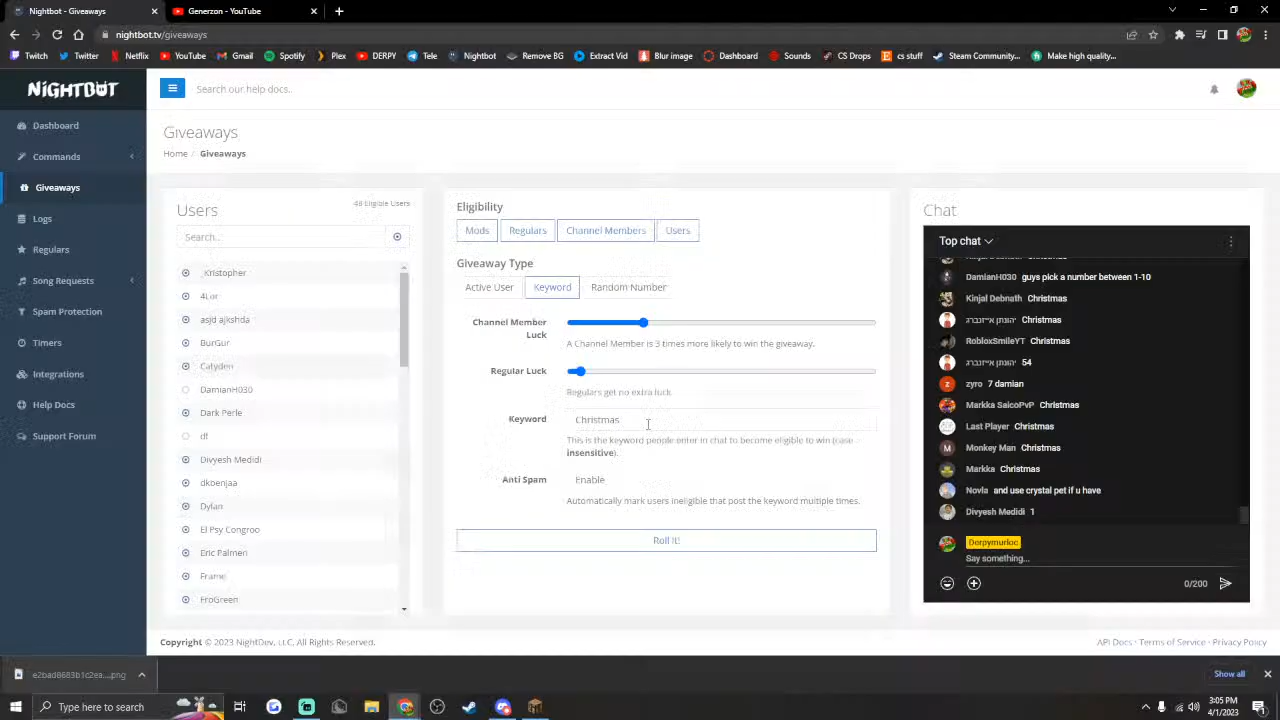 Nightbot - Giveaways
Generzon - YouTube
nightbot.tv/giveaways
Twitch Twitter Netflix YouTube Gmail Spotify Plex DERPY Tele Nightbot Remove BG Extract Vid Blur image Dashboard Sounds CS Drops cs stuff Steam Communit... Make high quality...
NIGHTBOT
Search our help docs..
Dashboard
Commands
Giveaways
Logs
Regulars
Song Requests
Spam Protection
Timers
Integrations
Help Docs
Support Forum
Giveaways
Home / Giveaways
Users
48 Eligible Users
Search...
_Kristopher
4Lor
asjd ajkshda
BurGur
Catyden
DamianH030
Dark Perle
df
Divyesh Medidi
dkbenjaa
Dylan
El Psy Congroo
Eric Palmeri
Frame
FroGreen
Eligibility
Mods Regulars Channel Members Users
Giveaway Type
Active User Keyword Random Number
Channel Member Luck
A Channel Member is 3 times more likely to win the giveaway.
Regular Luck
Regulars get no extra luck
Keyword
Christmas
This is the keyword people enter in chat to become eligible to win (case
insensitive).
Anti Spam
Enable
Automatically mark users ineligible that post the keyword multiple times.
Roll It!
Chat
Top chat
DamianH030 guys pick a number between 1-10
Kinjal Debnath Christmas
יהונתן אייזנברג Christmas
RobloxSmileYT Christmas
יהונתן אייזנברג 54
zyro 7 damian
Markka SaicoPvP Christmas
Last Player Christmas
Monkey Man Christmas
Markka Christmas
Novla and use crystal pet if u have
Divyesh Medidi 1
Derpymurloc
Say something...
0/200
Copyright © 2023 NightDev, LLC, All Rights Reserved.
API Docs · Terms of Service · Privacy Policy
e2bad8683b1c2ea....png
Show all
Type here to search
3:05 PM
4/1/2023